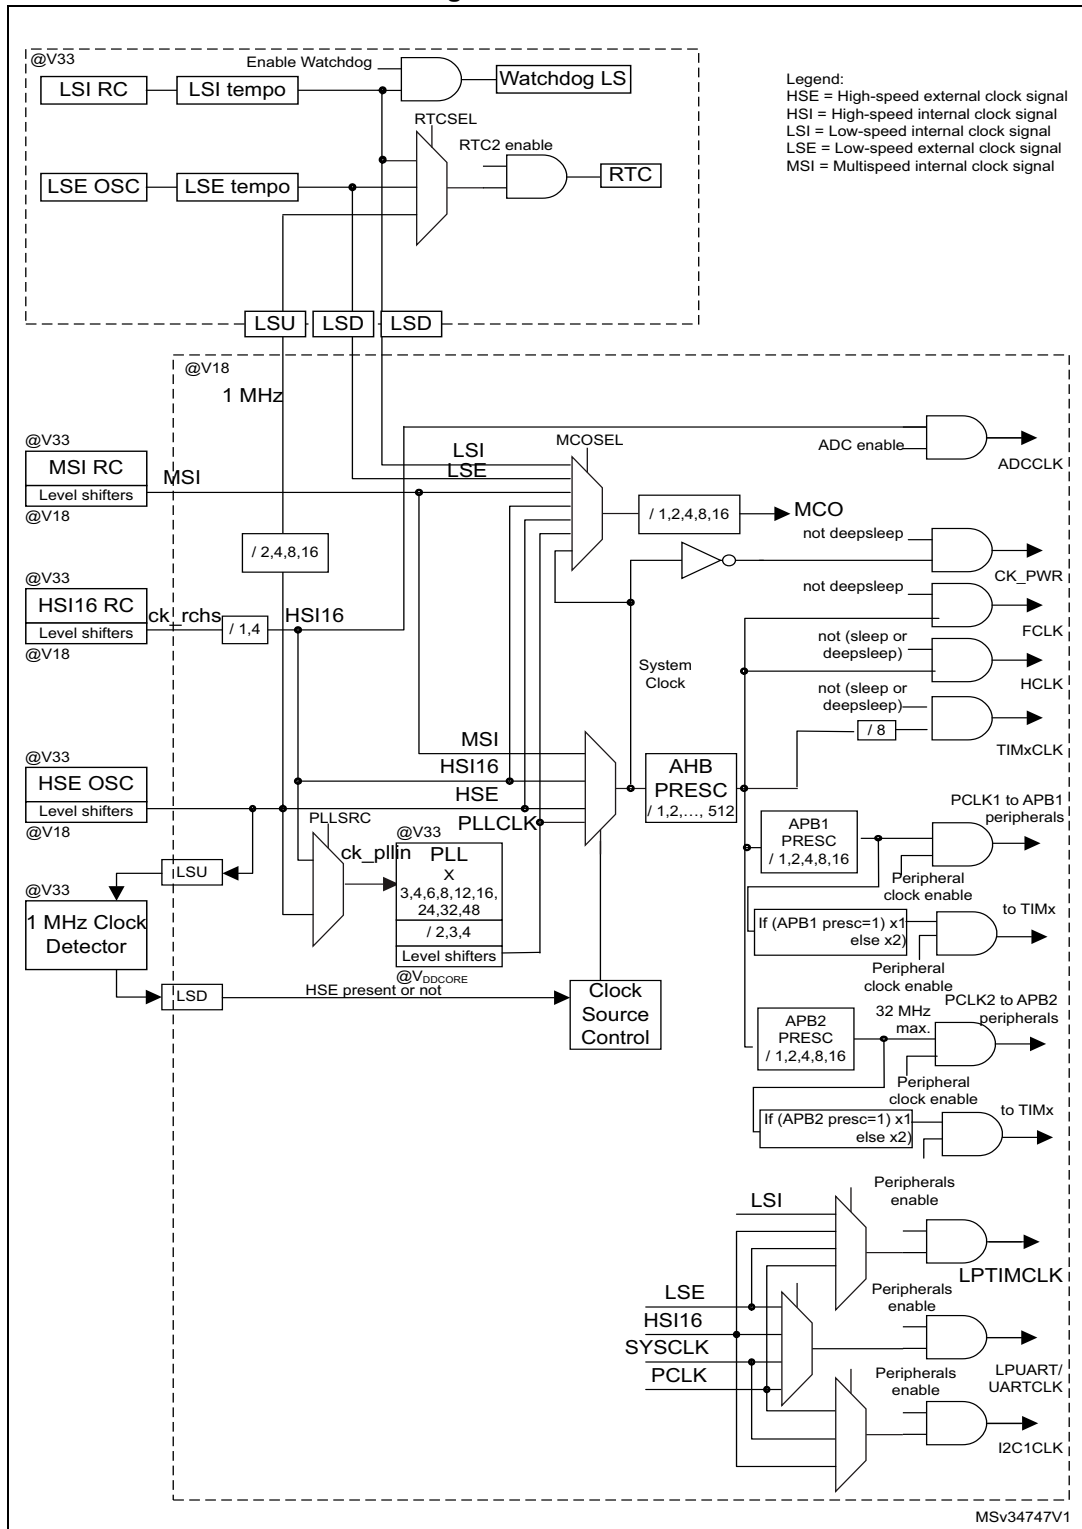 @V33
Enable Watchdog
LSI RC
LSI tempo
Watchdog LS
Legend:
HSE = High-speed external clock signal
HSI = High-speed internal clock signal
LSI = Low-speed internal clock signal
LSE = Low-speed external clock signal
MSI = Multispeed internal clock signal
RTCSEL
RTC2 enable
LSE OSC
LSE tempo
RTC
LSU
LSD
LSD
@V18
1 MHz
@V33
MSI RC
Level shifters
@V18
MSI
LSI
LSE
MCOSEL
ADC enable
ADCCLK
/ 1,2,4,8,16
MCO
/ 2,4,8,16
not deepsleep
CK_PWR
@V33
HSI16 RC
Level shifters
@V18
ck_rchs
/ 1,4
HSI16
not deepsleep
FCLK
System
Clock
not (sleep or
deepsleep)
HCLK
not (sleep or
deepsleep)
/ 8
TIMxCLK
@V33
HSE OSC
Level shifters
@V18
MSI
HSI16
HSE
PLLCLK
AHB
PRESC
/ 1,2,..., 512
PLLSRC
ck_pllin
@V33
PLL
X
3,4,6,8,12,16,
24,32,48
/ 2,3,4
Level shifters
@VDDCORE
APB1
PRESC
/ 1,2,4,8,16
PCLK1 to APB1
peripherals
Peripheral
clock enable
LSU
@V33
1 MHz Clock
Detector
LSD
HSE present or not
Clock
Source
Control
If (APB1 presc=1) x1
else x2)
to TIMx
Peripheral
clock enable
APB2
PRESC
/ 1,2,4,8,16
32 MHz
max.
PCLK2 to APB2
peripherals
Peripheral
clock enable
If (APB2 presc=1) x1
else x2)
to TIMx
LSI
Peripherals
enable
LPTIMCLK
LSE
HSI16
SYSCLK
PCLK
Peripherals
enable
LPUART/
UARTCLK
Peripherals
enable
I2C1CLK
MSv34747V1